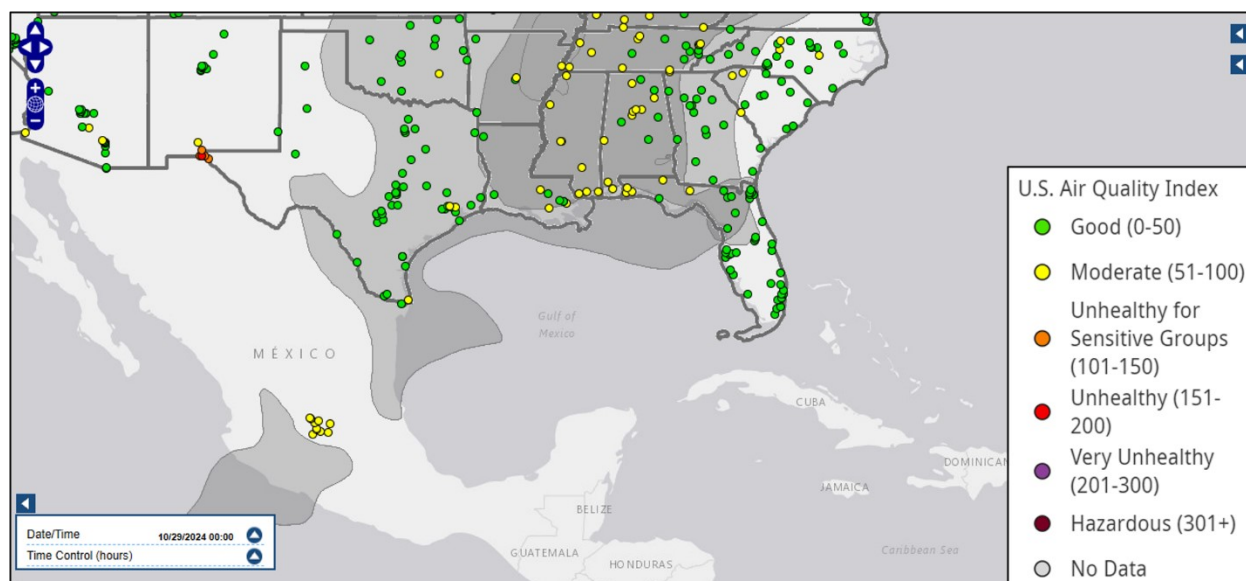 U.S. Air Quality Index
Good (0-50)
Moderate (51-100)
Unhealthy for
Sensitive Groups
(101-150)
Unhealthy (151-
200)
Very Unhealthy
(201-300)
Hazardous (301+)
No Data
Gulf of
Mexico
MÉXICO
CUBA
DOMINICAN
JAMAICA
BELIZE
GUATEMALA
HONDURAS
Caribbean Sea
Date/Time 10/29/2024 00:00
Time Control (hours)